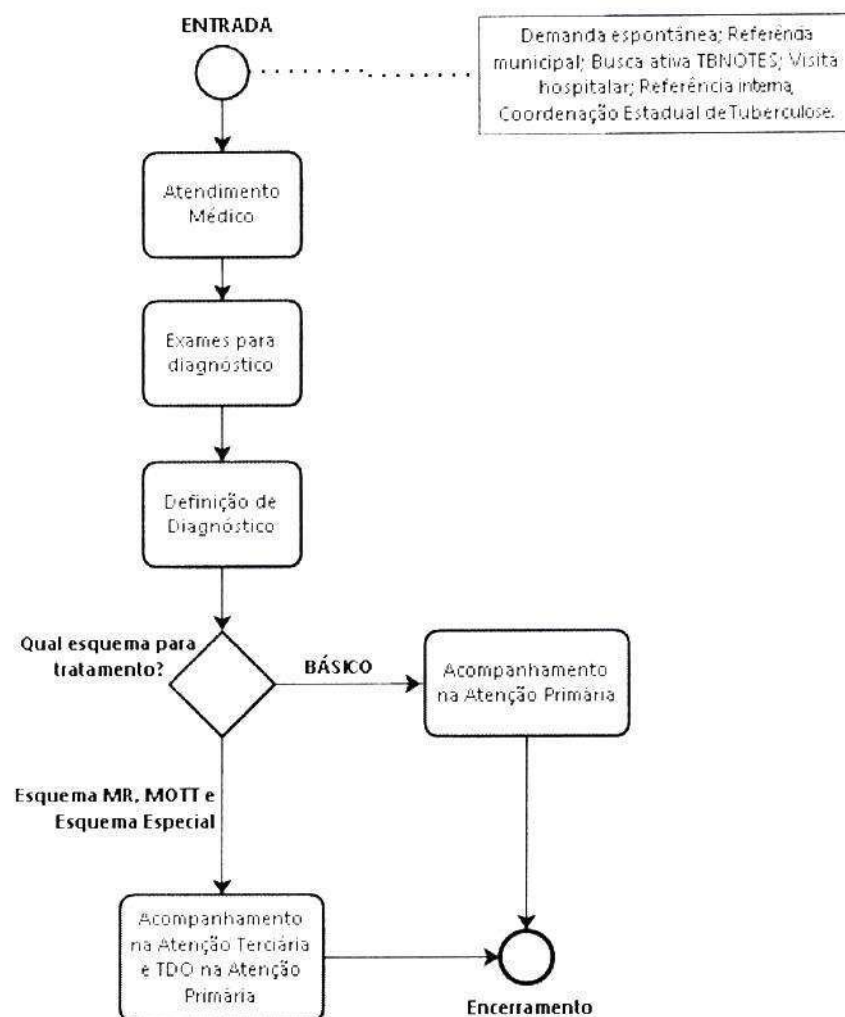 ENTRADA
Demanda espontânea; Referência
municipal; Busca ativa TBNOTES; Visita
hospitalar; Referência interna,
Coordenação Estadual de Tuberculose.
Atendimento
Médico
Exames para
diagnóstico
Definição de
Diagnóstico
Qual esquema para
tratamento?
BÁSICO
Acompanhamento
na Atenção Primária
Esquema MR, MOTT e
Esquema Especial
Acompanhamento
na Atenção Terciária
e TDO na Atenção
Primária
Encerramento